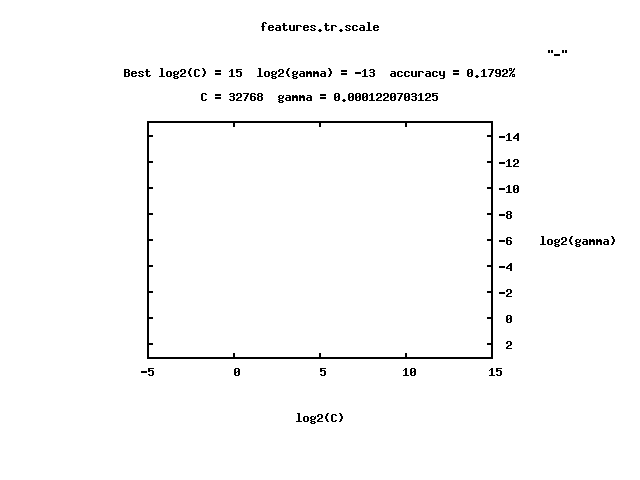 features.tr.scale
"-"
Best log2(C) = 15 log2(gamma) = -13 accuracy = 0.1792%
C = 32768 gamma = 0.0001220703125
-14
-12
-10
-8
-6
log2(gamma)
-4
-2
0
2
-5 0 5 10 15
log2(C)